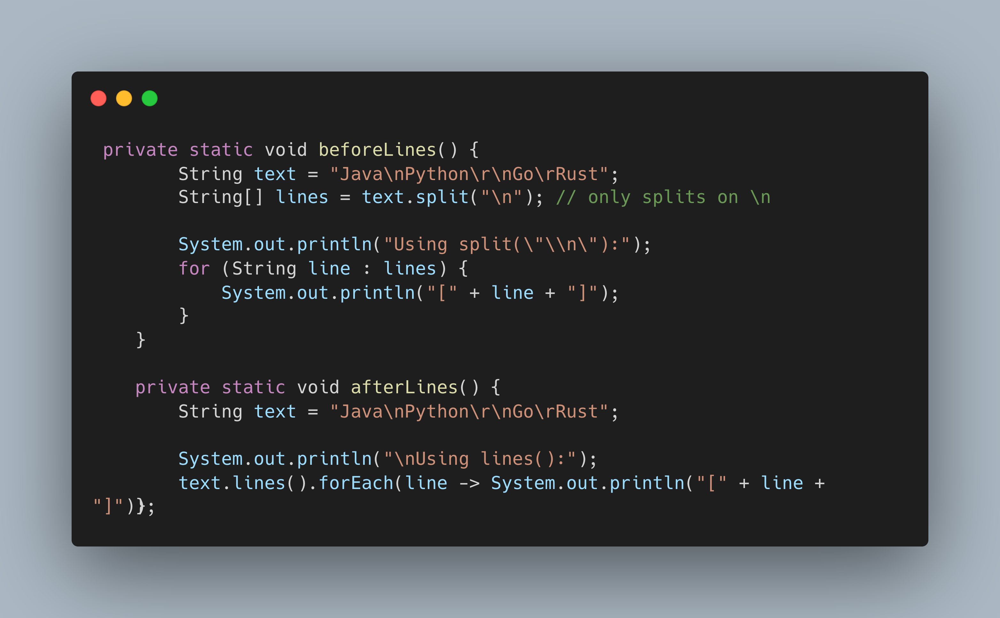 private static void beforeLines() {
String text = "Java\nPython\r\nGo\rRust";
String[] lines = text.split("\n"); // only splits on \n
System.out.println("Using split(\"\\n\"):");
for (String line : lines) {
System.out.println("[" + line + "]");
}
}
private static void afterLines() {
String text = "Java\nPython\r\nGo\rRust";
System.out.println("\nUsing lines():");
text.lines().forEach(line -> System.out.println("[" + line +
"]"));
}